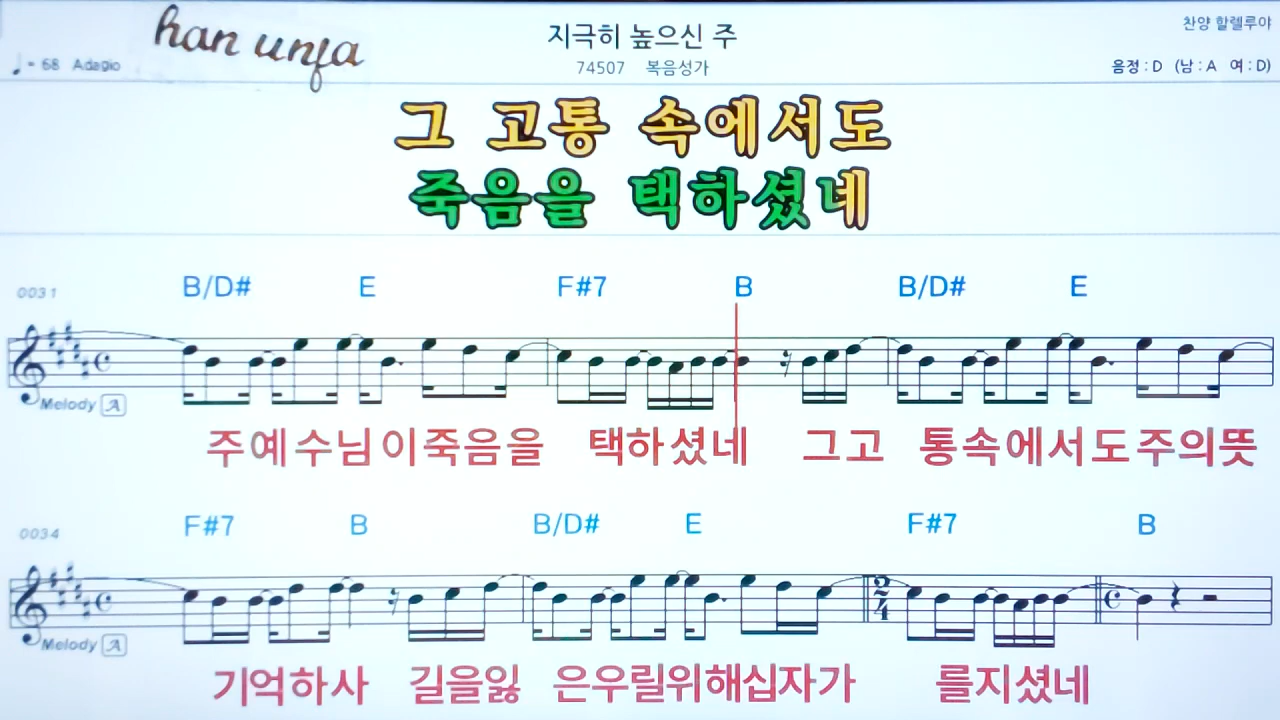 han unfa
지극히 높으신 주
찬양 할렐루야
♩ = 68 Adagio
74507 복음성가
음정 : D (남 : A 여 : D)
그 고통 속에서도
죽음을 택하셨네
0031 B/D# E F#7 B B/D# E
Melody A
주예수님이죽음을 택하셨네 그고 통속에서도주의뜻
0034 F#7 B B/D# E F#7 B
2
4
Melody A
기억하사 길을잃 은우릴위해십자가 를지셨네